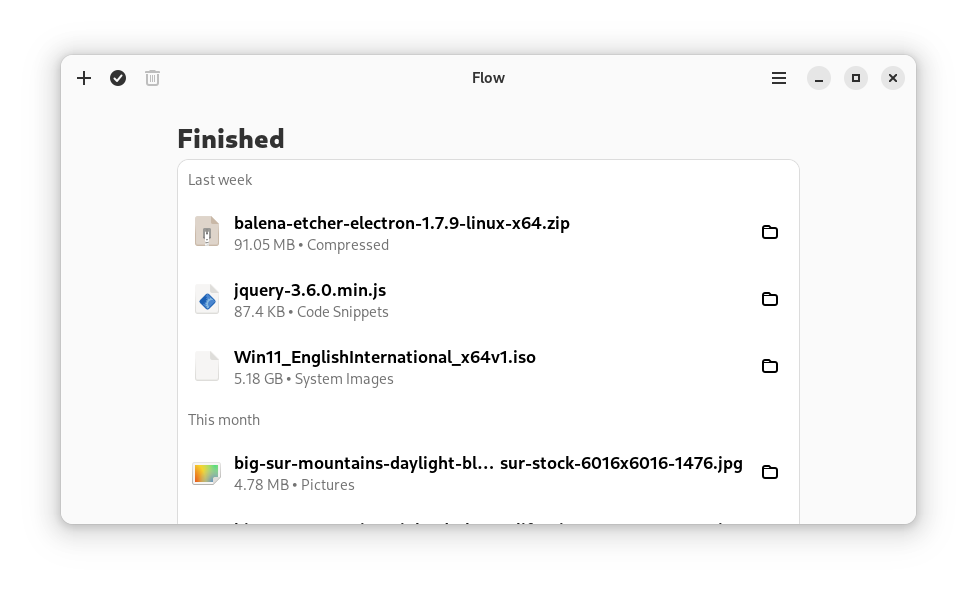 Flow
Finished
Last week
balena-etcher-electron-1.7.9-linux-x64.zip
91.05 MB • Compressed
jquery-3.6.0.min.js
87.4 KB • Code Snippets
Win11_EnglishInternational_x64v1.iso
5.18 GB • System Images
This month
big-sur-mountains-daylight-bl… sur-stock-6016x6016-1476.jpg
4.78 MB • Pictures